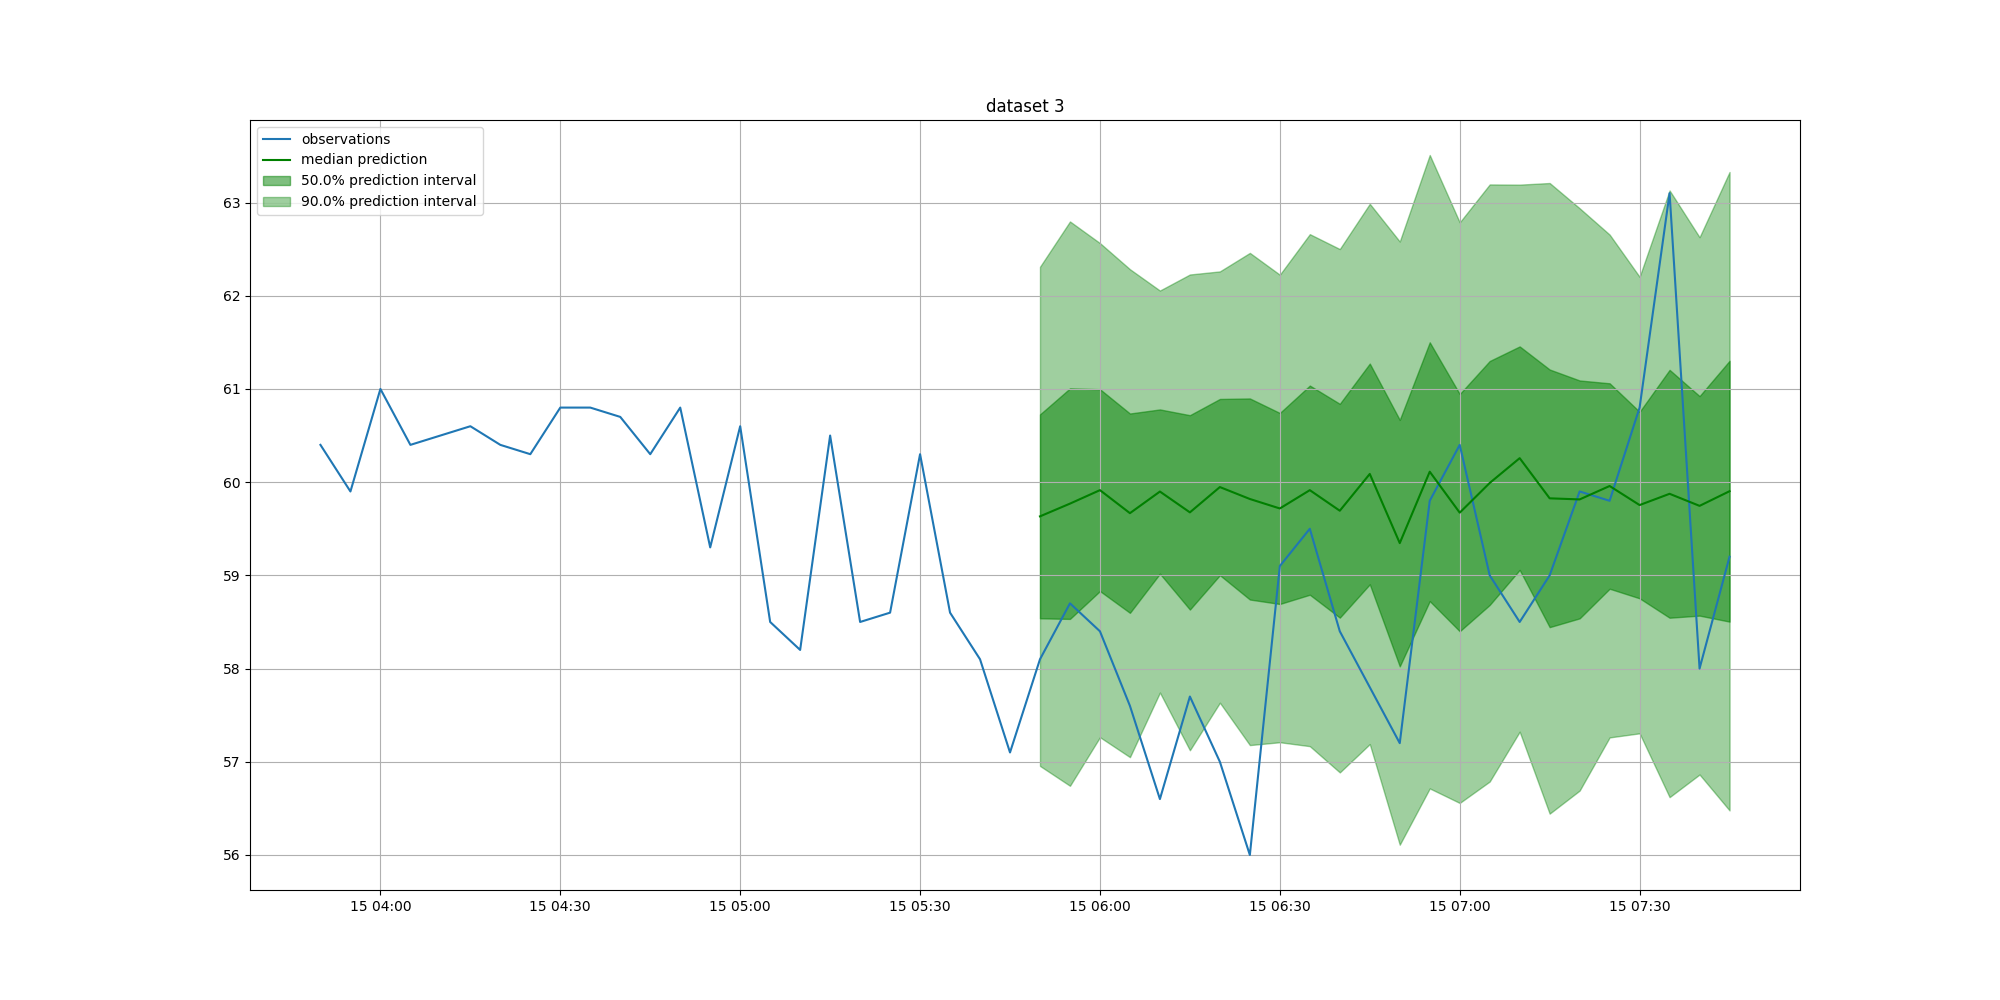 dataset 3
observations
median prediction
50.0% prediction interval
90.0% prediction interval
63
62
61
60
59
58
57
56
15 04:00 15 04:30 15 05:00 15 05:30 15 06:00 15 06:30 15 07:00 15 07:30